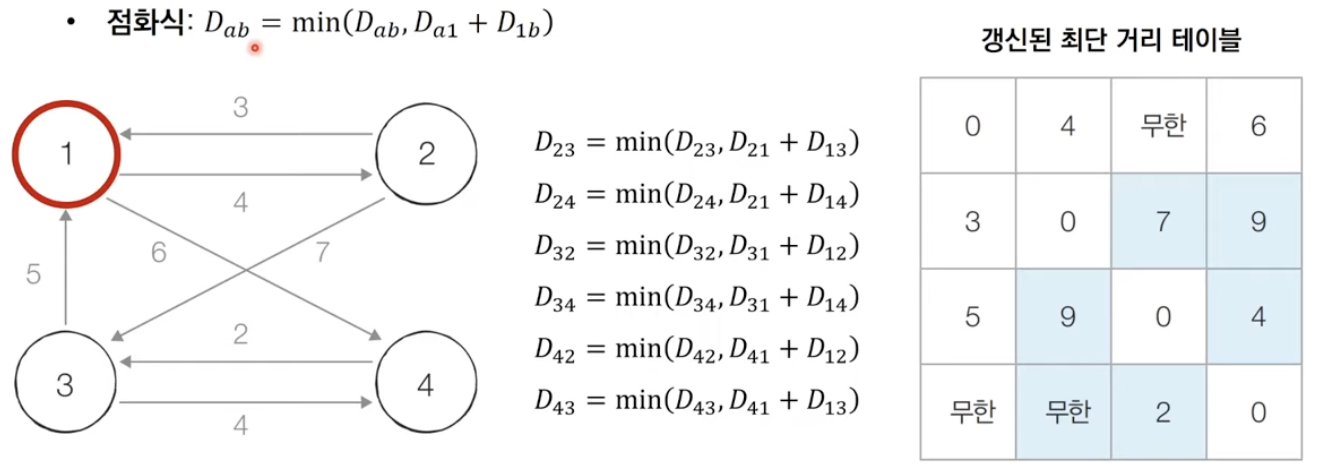 • 점화식: D_ab = min(D_ab, D_a1 + D_1b)
갱신된 최단 거리 테이블
1
2
3
4
3
4
6
7
5
2
4
D_23 = min(D_23, D_21 + D_13)
D_24 = min(D_24, D_21 + D_14)
D_32 = min(D_32, D_31 + D_12)
D_34 = min(D_34, D_31 + D_14)
D_42 = min(D_42, D_41 + D_12)
D_43 = min(D_43, D_41 + D_13)
0 4 무한 6
3 0 7 9
5 9 0 4
무한 무한 2 0